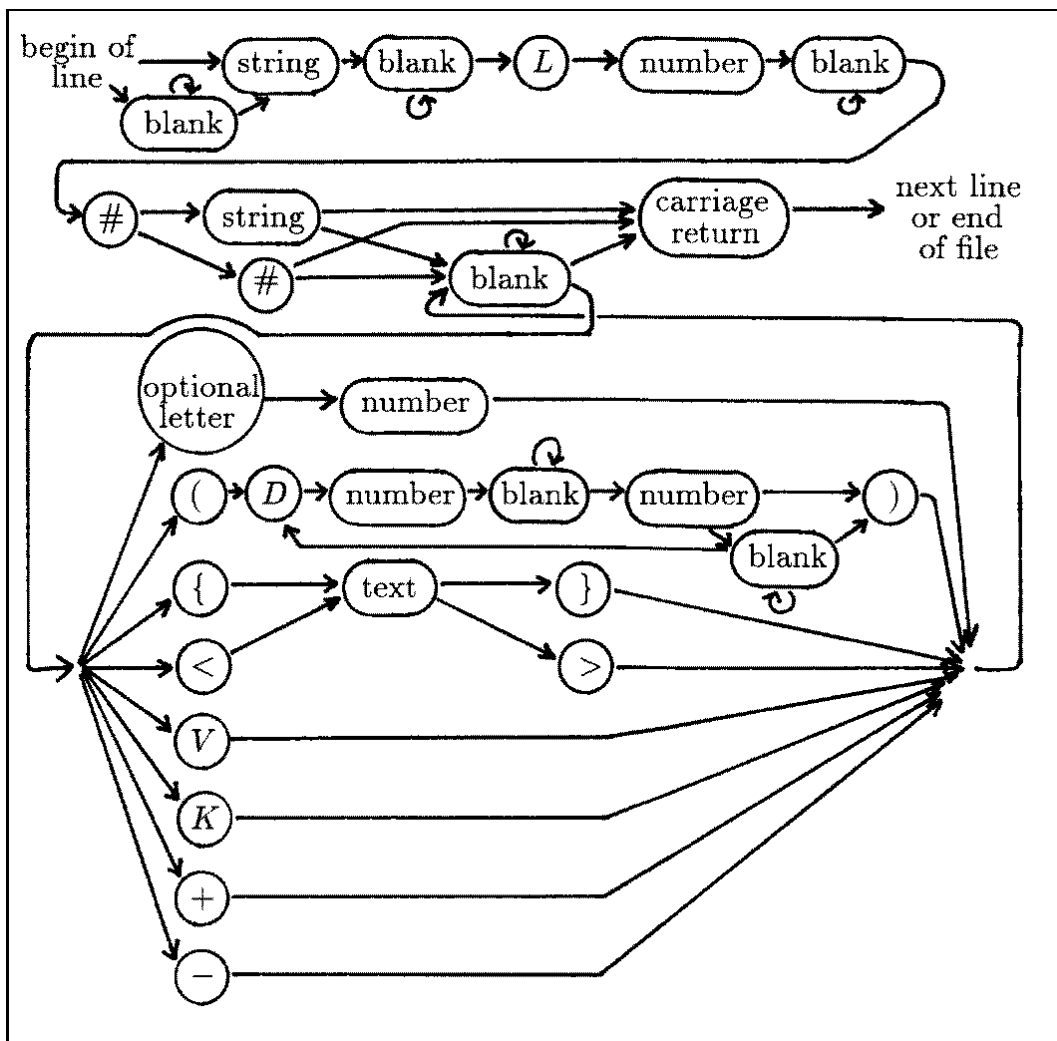 begin of
line
string
blank
L
number
blank
blank
#
string
carriage
return
next line
or end
of file
#
blank
optional
letter
number
(
D
number
blank
number
)
blank
{
text
}
<
>
V
K
+
−